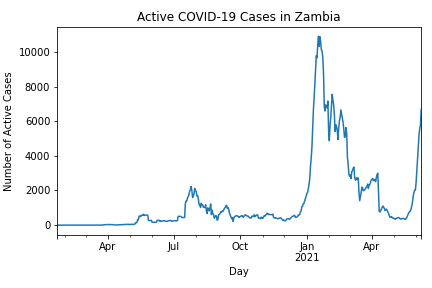 Active COVID-19 Cases in Zambia
Number of Active Cases
10000
8000
6000
4000
2000
0
Apr
Jul
Oct
Jan
2021
Apr
Day